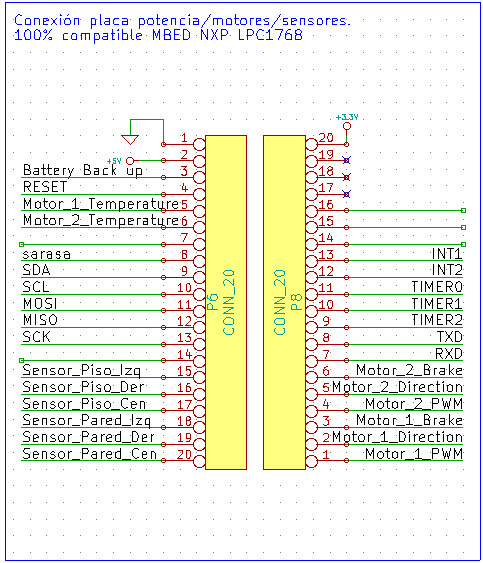 Conexión placa potencia/motores/sensores.
100% compatible MBED NXP LPC1768
+3.3V
1 20
+5V 2 19
Battery Back up 3 18
RESET 4 17
Motor_1_Temperature 5 16
Motor_2_Temperature 6 15
7 14
sarasa 8 13 INT1
SDA 9 12 INT2
SCL 10 11 TIMER0
MOSI 11 10 TIMER1
MISO 12 9 TIMER2
SCK 13 8 TXD
14 7 RXD
Sensor_Piso_Izq 15 6 Motor_2_Brake
Sensor_Piso_Der 16 5 Motor_2_Direction
Sensor_Piso_Cen 17 4 Motor_2_PWM
Sensor_Pared_Izq 18 3 Motor_1_Brake
Sensor_Pared_Der 19 2 Motor_1_Direction
Sensor_Pared_Cen 20 1 Motor_1_PWM
P6
CONN_20
CONN_20
P8